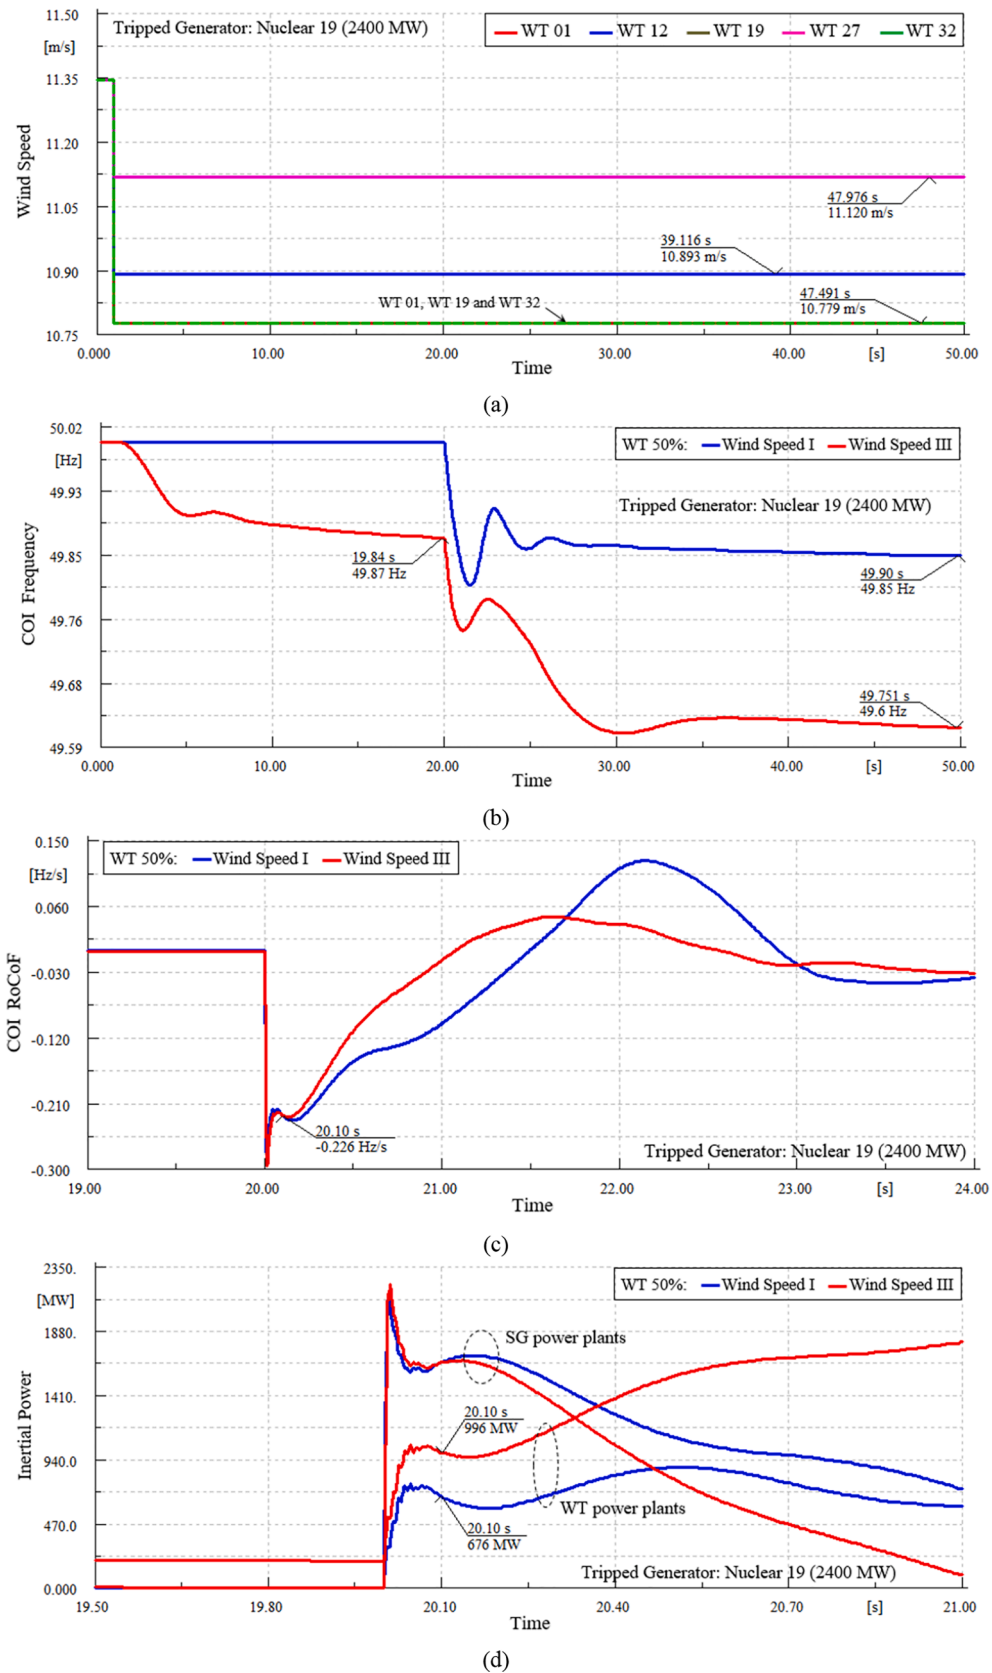 11.50
[m/s]
11.35
11.20
11.05
10.90
10.75
Wind Speed
Tripped Generator: Nuclear 19 (2400 MW)
WT 01 WT 12 WT 19 WT 27 WT 32
47.976 s
11.120 m/s
39.116 s
10.893 m/s
47.491 s
10.779 m/s
WT 01, WT 19 and WT 32
0.000 10.00 20.00 30.00 40.00 [s] 50.00
Time
(a)
50.02
[Hz]
49.93
49.85
49.76
49.68
49.59
COI Frequency
WT 50%: Wind Speed I Wind Speed III
Tripped Generator: Nuclear 19 (2400 MW)
19.84 s
49.87 Hz
49.90 s
49.85 Hz
49.751 s
49.6 Hz
0.000 10.00 20.00 30.00 40.00 [s] 50.00
Time
(b)
0.150
[Hz/s]
0.060
-0.030
-0.120
-0.210
-0.300
COI RoCoF
WT 50%: Wind Speed I Wind Speed III
20.10 s
-0.226 Hz/s
Tripped Generator: Nuclear 19 (2400 MW)
19.00 20.00 21.00 22.00 23.00 [s] 24.00
Time
(c)
2350.
[MW]
1880.
1410.
940.0
470.0
0.000
Inertial Power
WT 50%: Wind Speed I Wind Speed III
SG power plants
20.10 s
996 MW
WT power plants
20.10 s
676 MW
Tripped Generator: Nuclear 19 (2400 MW)
19.50 19.80 20.10 20.40 20.70 [s] 21.00
Time
(d)